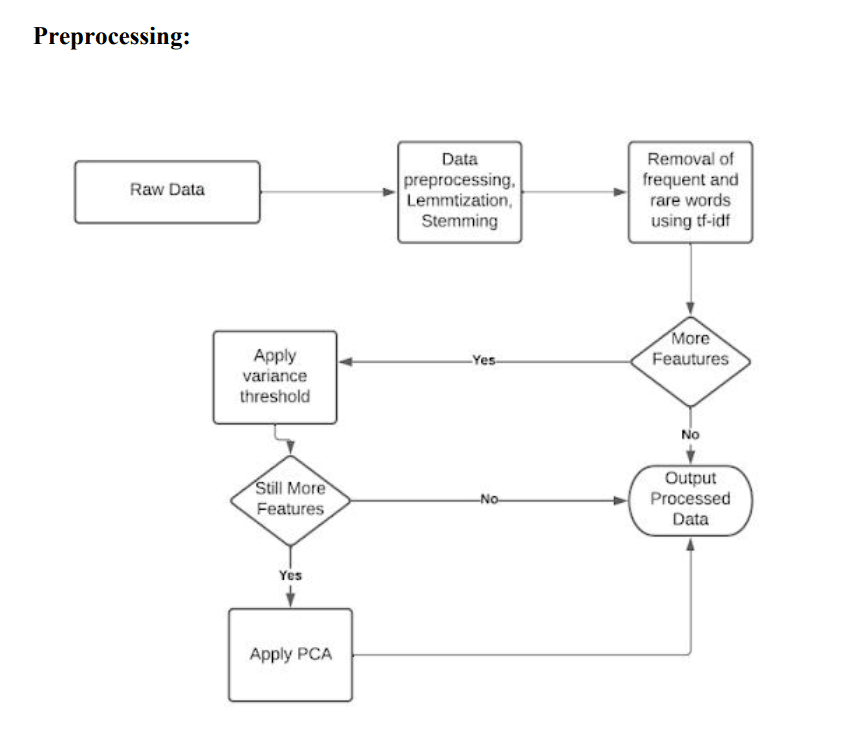 Preprocessing:
Raw Data
Data
preprocessing,
Lemmtization,
Stemming
Removal of
frequent and
rare words
using tf-idf
More
Feautures
Yes
Apply
variance
threshold
No
Still More
Features
No
Output
Processed
Data
Yes
Apply PCA